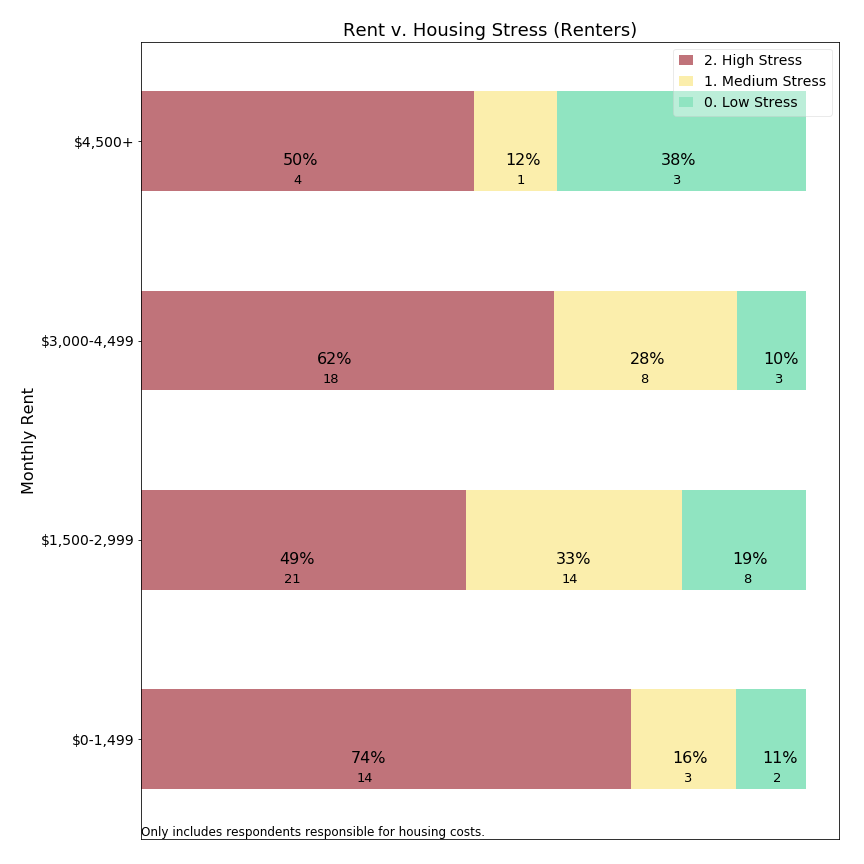 Rent v. Housing Stress (Renters)
2. High Stress
1. Medium Stress
0. Low Stress
Monthly Rent
$4,500+
50% 12% 38%
4 1 3
$3,000-4,499
62% 28% 10%
18 8 3
$1,500-2,999
49% 33% 19%
21 14 8
$0-1,499
74% 16% 11%
14 3 2
Only includes respondents responsible for housing costs.